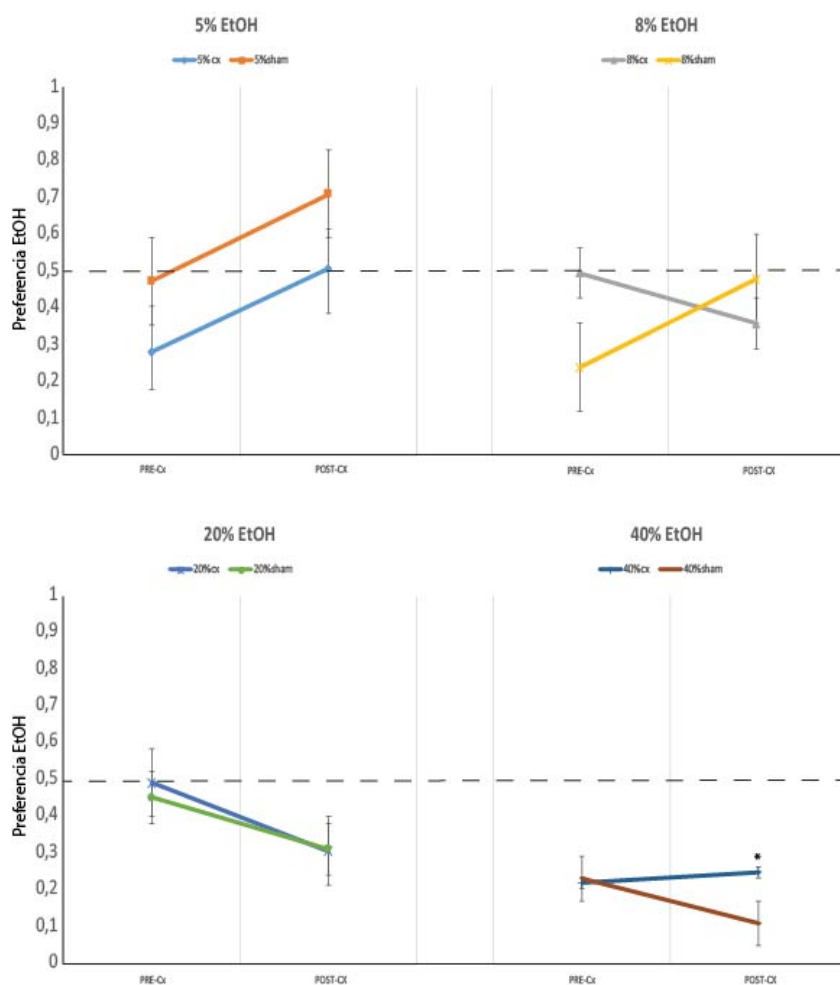 5% EtOH
8% EtOH
5%cx 5%sham
8%cx 8%sham
Preferencia EtOH
1
0,9
0,8
0,7
0,6
0,5
0,4
0,3
0,2
0,1
0
PRE-Cx POST-CX PRE-Cx POST-CX
20% EtOH
40% EtOH
20%cx 20%sham
40%cx 40%sham
Preferencia EtOH
1
0,9
0,8
0,7
0,6
0,5
0,4
0,3
0,2
0,1
0
*
PRE-Cx POST-CX PRE-Cx POST-CX